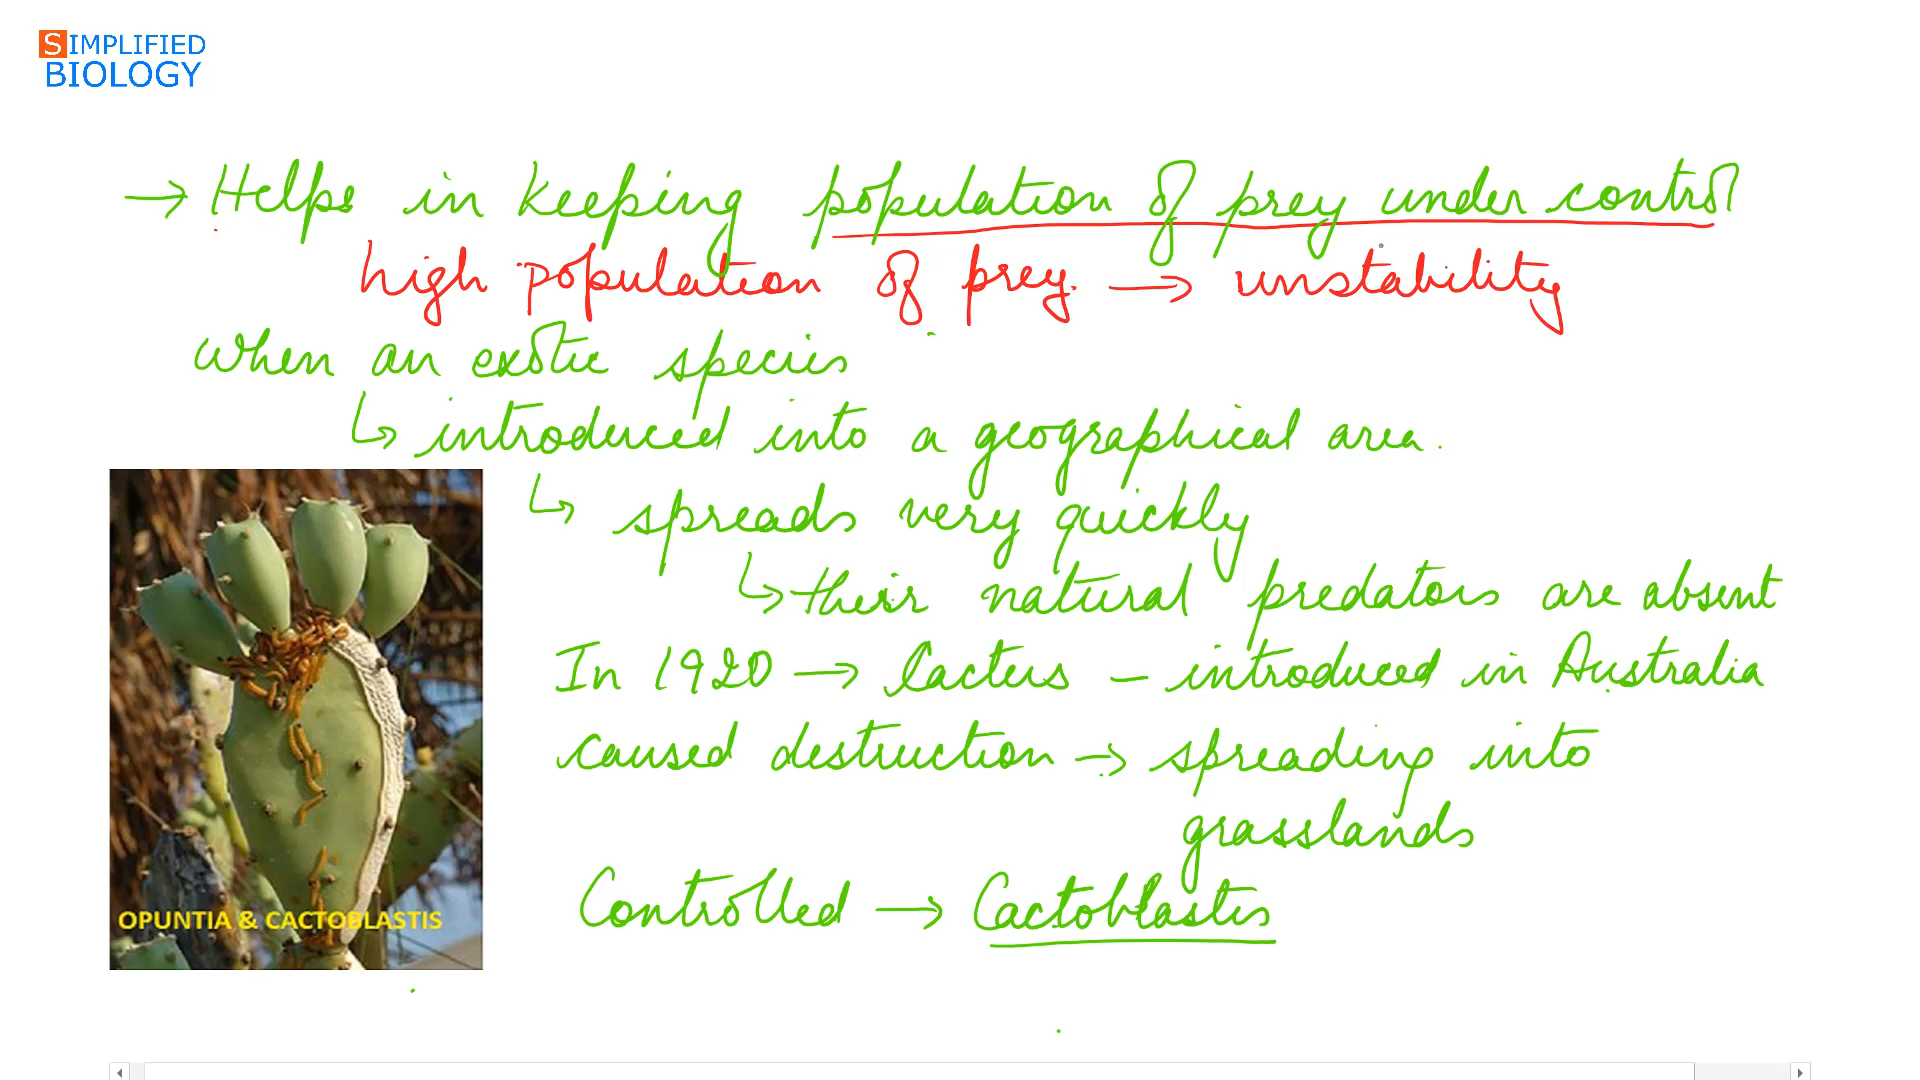 SIMPLIFIED
BIOLOGY
→ Helps in keeping population of prey under control
high population of prey. → unstability
When an exotic species
↳ introduced into a geographical area.
↳ spreads very quickly
↳ their natural predators are absent
In 1920 → Cactus – introduced in Australia
caused destruction → spreading into
grasslands
Controlled → Cactoblastis
OPUNTIA & CACTOBLASTIS